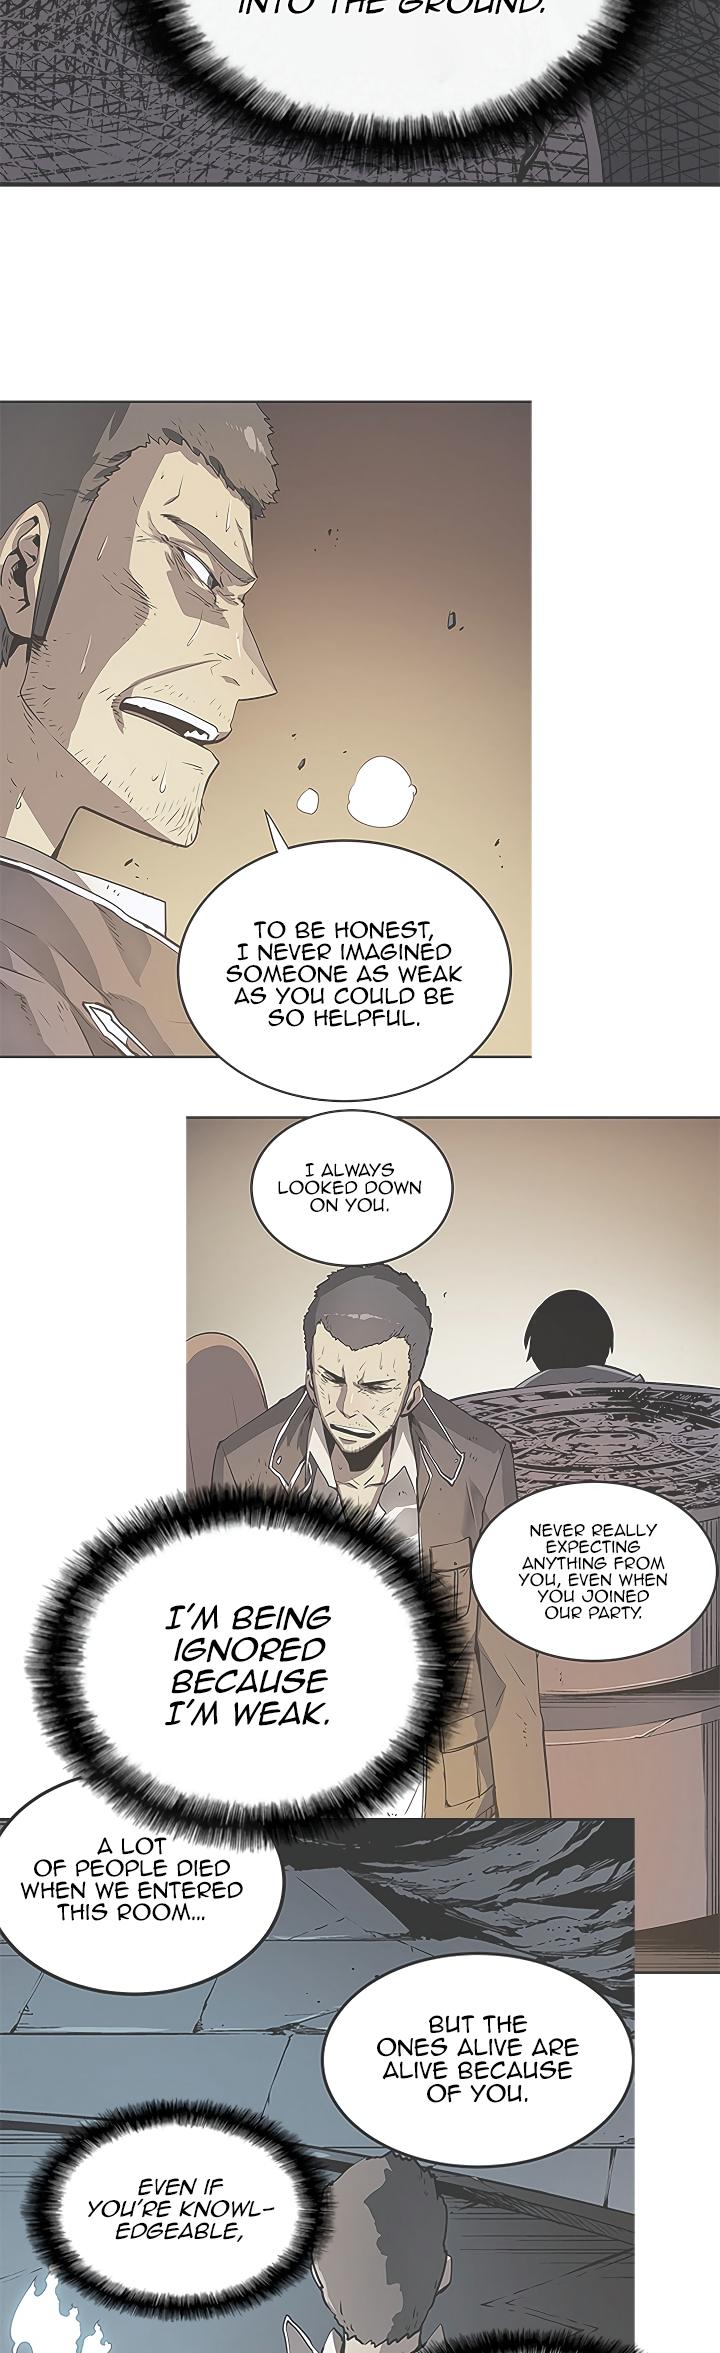 INTO THE GROUND.
TO BE HONEST,
I NEVER IMAGINED
SOMEONE AS WEAK
AS YOU COULD BE
SO HELPFUL.
I ALWAYS
LOOKED DOWN
ON YOU.
NEVER REALLY
EXPECTING
ANYTHING FROM
YOU, EVEN WHEN
YOU JOINED
OUR PARTY.
I'M BEING
IGNORED
BECAUSE
I'M WEAK.
A LOT
OF PEOPLE DIED
WHEN WE ENTERED
THIS ROOM...
BUT THE
ONES ALIVE ARE
ALIVE BECAUSE
OF YOU.
EVEN IF
YOU'RE KNOWL-
EDGEABLE,